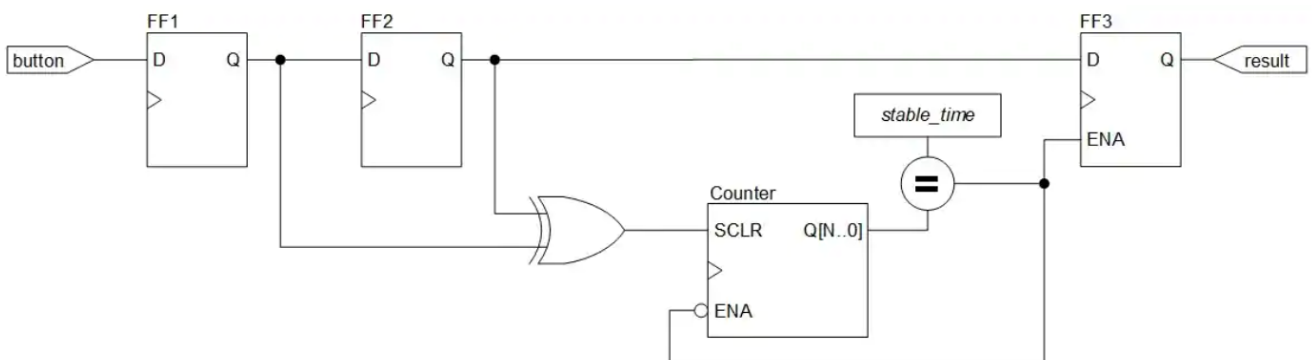 FF1
FF2
FF3
button
D Q
D Q
D Q
result
stable_time
ENA
=
Counter
SCLR Q[N..0]
ENA